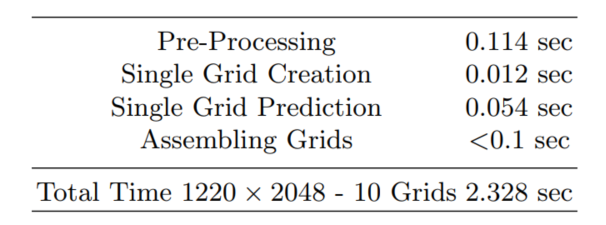 Pre-Processing 0.114 sec
Single Grid Creation 0.012 sec
Single Grid Prediction 0.054 sec
Assembling Grids <0.1 sec
Total Time 1220 × 2048 - 10 Grids 2.328 sec